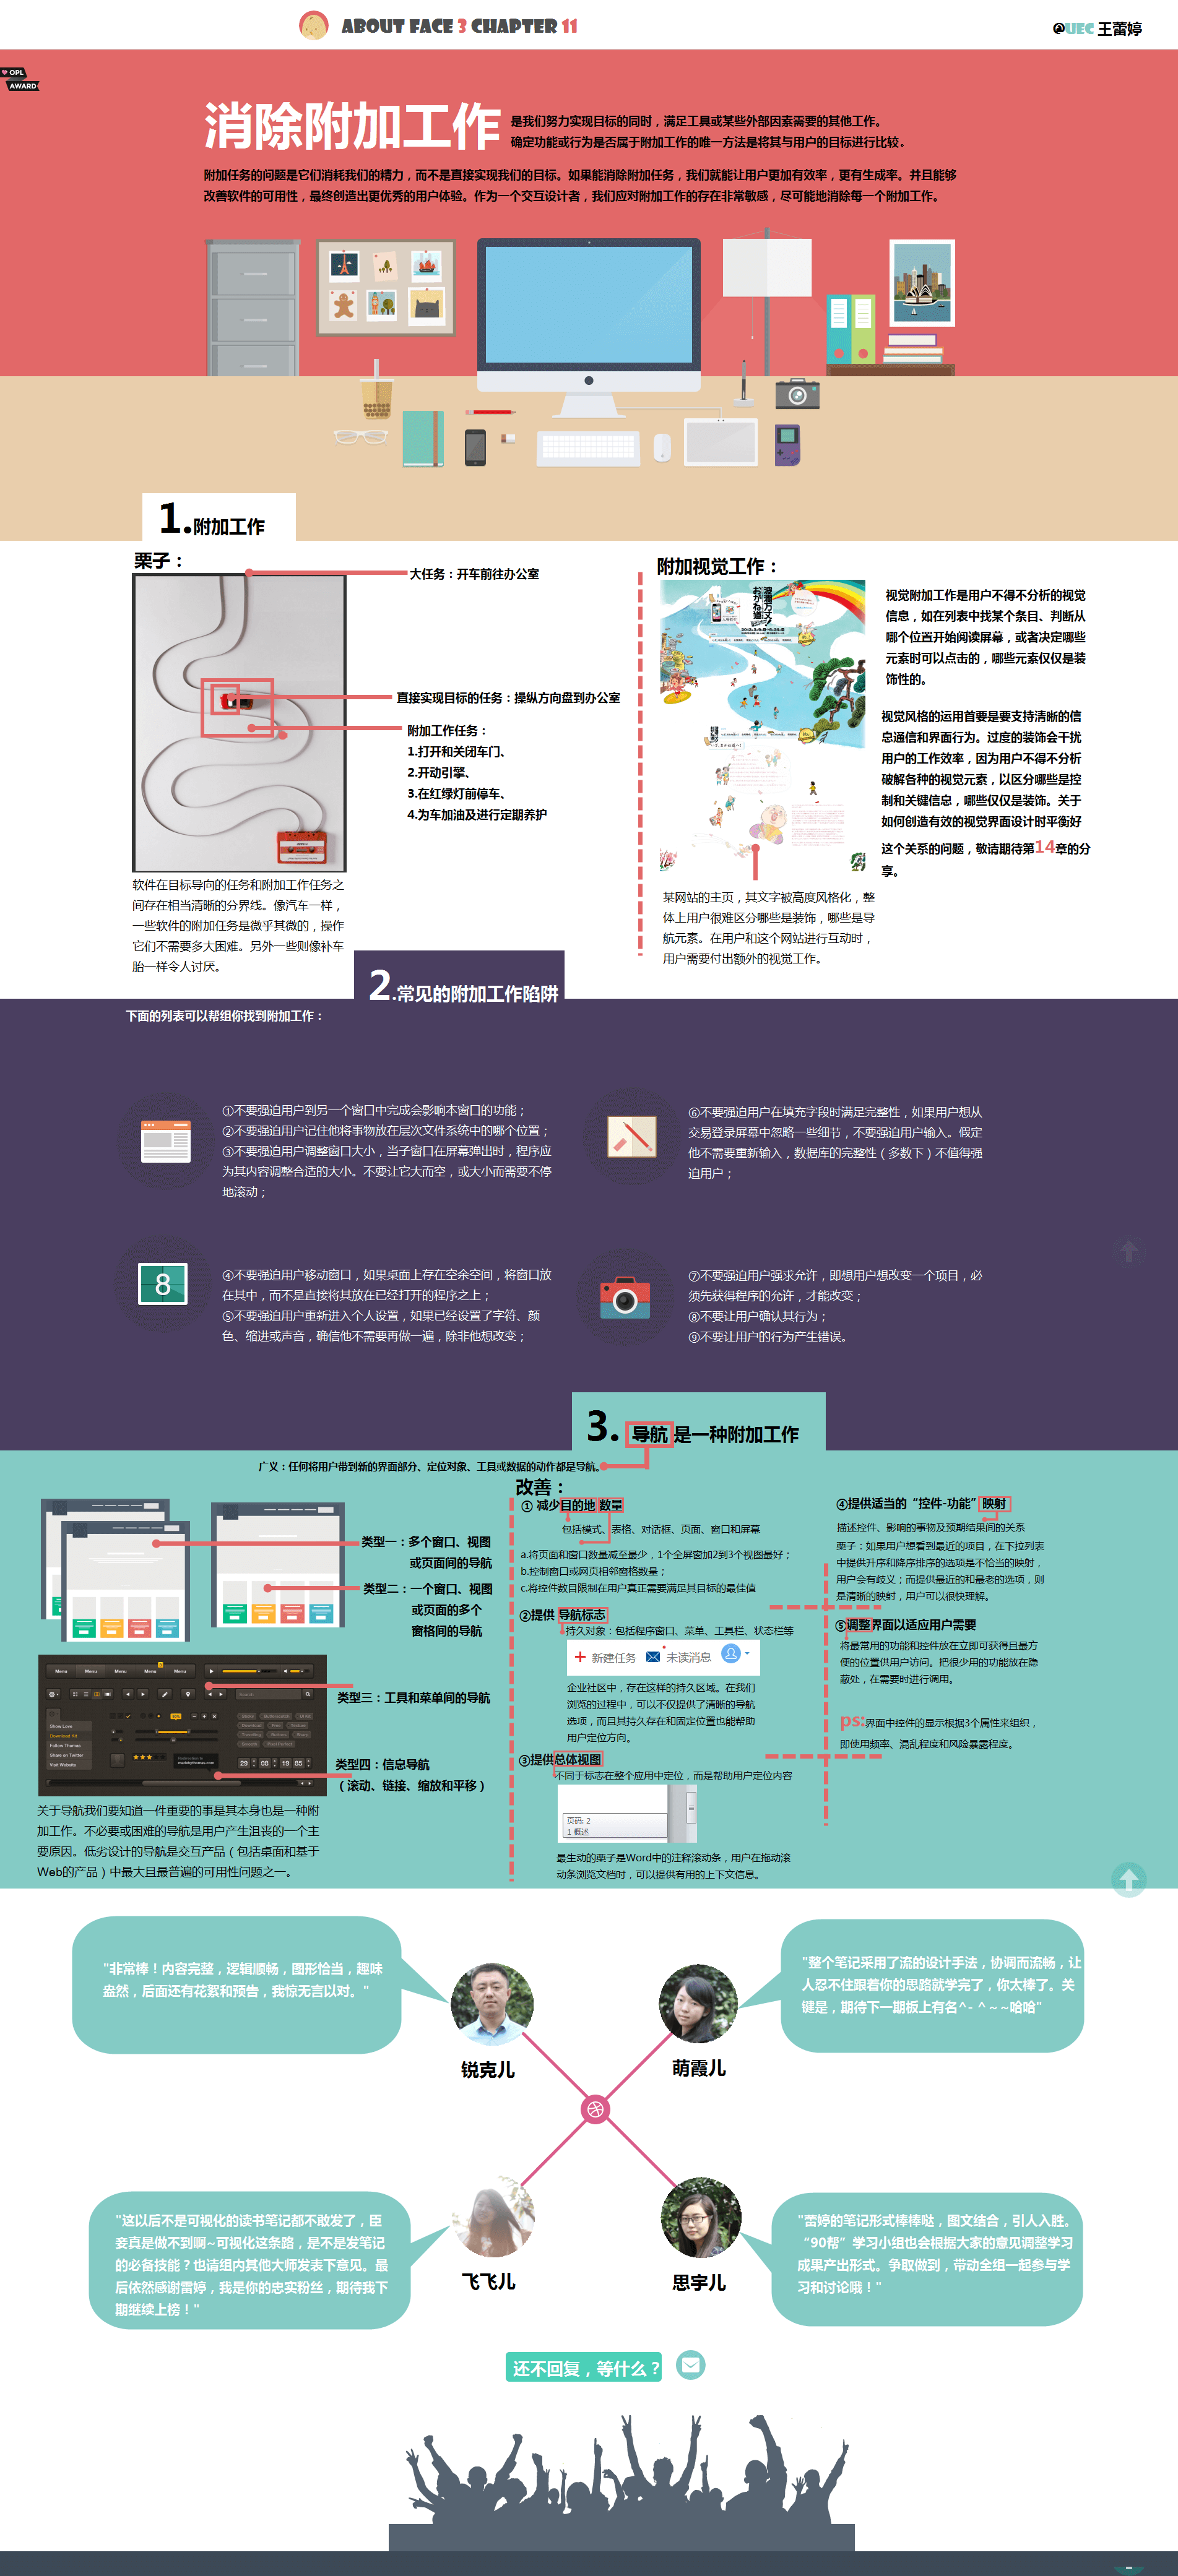 ABOUT FACE 3 CHAPTER 11
@UEC 王蕾婷
OPL
AWARD
消除附加工作
是我们努力实现目标的同时，满足工具或某些外部因素需要的其他工作。
确定功能或行为是否属于附加工作的唯一方法是将其与用户的目标进行比较。
附加任务的问题是它们消耗我们的精力，而不是直接实现我们的目标。如果能消除附加任务，我们就能让用户更加有效率，更有生成率。并且能够
改善软件的可用性，最终创造出更优秀的用户体验。作为一个交互设计者，我们应对附加工作的存在非常敏感，尽可能地消除每一个附加工作。
1.附加工作
栗子：
大任务：开车前往办公室
直接实现目标的任务：操纵方向盘到办公室
附加工作任务：
1.打开和关闭车门、
2.开动引擎、
3.在红绿灯前停车、
4.为车加油及进行定期养护
软件在目标导向的任务和附加工作任务之
间存在相当清晰的分界线。像汽车一样，
一些软件的附加任务是微乎其微的，操作
它们不需要多大困难。另外一些则像补车
胎一样令人讨厌。
附加视觉工作：
视觉附加工作是用户不得不分析的视觉
信息，如在列表中找某个条目、判断从
哪个位置开始阅读屏幕，或者决定哪些
元素时可以点击的，哪些元素仅仅是装
饰性的。
视觉风格的运用首要是要支持清晰的信
息通信和界面行为。过度的装饰会干扰
用户的工作效率，因为用户不得不分析
破解各种的视觉元素，以区分哪些是控
制和关键信息，哪些仅仅是装饰。关于
如何创造有效的视觉界面设计时平衡好
这个关系的问题，敬请期待第14章的分
享。
某网站的主页，其文字被高度风格化，整
体上用户很难区分哪些是装饰，哪些是导
航元素。在用户和这个网站进行互动时，
用户需要付出额外的视觉工作。
2.常见的附加工作陷阱
下面的列表可以帮组你找到附加工作：
①不要强迫用户到另一个窗口中完成会影响本窗口的功能；
②不要强迫用户记住他将事物放在层次文件系统中的哪个位置；
③不要强迫用户调整窗口大小，当子窗口在屏幕弹出时，程序应
为其内容调整合适的大小。不要让它大而空，或大小而需要不停
地滚动；
⑥不要强迫用户在填充字段时满足完整性，如果用户想从
交易登录屏幕中忽略一些细节，不要强迫用户输入。假定
他不需要重新输入，数据库的完整性（多数下）不值得强
迫用户；
8
④不要强迫用户移动窗口，如果桌面上存在空余空间，将窗口放
在其中，而不是直接将其放在已经打开的程序之上；
⑤不要强迫用户重新进入个人设置，如果已经设置了字符、颜
色、缩进或声音，确信他不需要再做一遍，除非他想改变；
⑦不要强迫用户强求允许，即想用户想改变一个项目，必
须先获得程序的允许，才能改变；
⑧不要让用户确认其行为；
⑨不要让用户的行为产生错误。
3. 导航是一种附加工作
广义：任何将用户带到新的界面部分、定位对象、工具或数据的动作都是导航。
类型一：多个窗口、视图
或页面间的导航
类型二：一个窗口、视图
或页面的多个
窗格间的导航
Menu Menu Menu Menu Menu
Show Love
Download Kit
Follow Thomas
Share on Twitter
Visit Website
29 08 19 85
类型三：工具和菜单间的导航
类型四：信息导航
（滚动、链接、缩放和平移）
关于导航我们要知道一件重要的事是其本身也是一种附
加工作。不必要或困难的导航是用户产生沮丧的一个主
要原因。低劣设计的导航是交互产品（包括桌面和基于
Web的产品）中最大且最普遍的可用性问题之一。
改善：
① 减少目的地 数量
包括模式、表格、对话框、页面、窗口和屏幕
a.将页面和窗口数量减至最少，1个全屏窗加2到3个视图最好；
b.控制窗口或网页相邻窗格数量；
c.将控件数目限制在用户真正需要满足其目标的最佳值
②提供 导航标志
持久对象：包括程序窗口、菜单、工具栏、状态栏等
新建任务 未读消息
企业社区中，存在这样的持久区域。在我们
浏览的过程中，可以不仅提供了清晰的导航
选项，而且其持久存在和固定位置也能帮助
用户定位方向。
③提供总体视图
不同于标志在整个应用中定位，而是帮助用户定位内容
页码: 2
1 概述
最生动的栗子是Word中的注释滚动条，用户在拖动滚
动条浏览文档时，可以提供有用的上下文信息。
④提供适当的“控件-功能” 映射
描述控件、影响的事物及预期结果间的关系
栗子：如果用户想看到最近的项目，在下拉列表
中提供升序和降序排序的选项是不恰当的映射，
用户会有歧义；而提供最近的和最老的选项，则
是清晰的映射，用户可以很快理解。
⑤调整界面以适应用户需要
将最常用的功能和控件放在立即可获得且最方
便的位置供用户访问。把很少用的功能放在隐
蔽处，在需要时进行调用。
ps:界面中控件的显示根据3个属性来组织，
即使用频率、混乱程度和风险暴露程度。
"非常棒！内容完整，逻辑顺畅，图形恰当，趣味
盎然，后面还有花絮和预告，我惊无言以对。"
锐克儿
"整个笔记采用了流的设计手法，协调而流畅，让
人忍不住跟着你的思路就学完了，你太棒了。关
键是，期待下一期板上有名^-^~~哈哈"
萌霞儿
"这以后不是可视化的读书笔记都不敢发了，臣
妾真是做不到啊~可视化这条路，是不是发笔记
的必备技能？也请组内其他大师发表下意见。最
后依然感谢蕾婷，我是你的忠实粉丝，期待我下
期继续上榜！"
飞飞儿
"蕾婷的笔记形式棒棒哒，图文结合，引人入胜。
“90帮”学习小组也会根据大家的意见调整学习
成果产出形式。争取做到，带动全组一起参与学
习和讨论哦！"
思宇儿
还不回复，等什么？